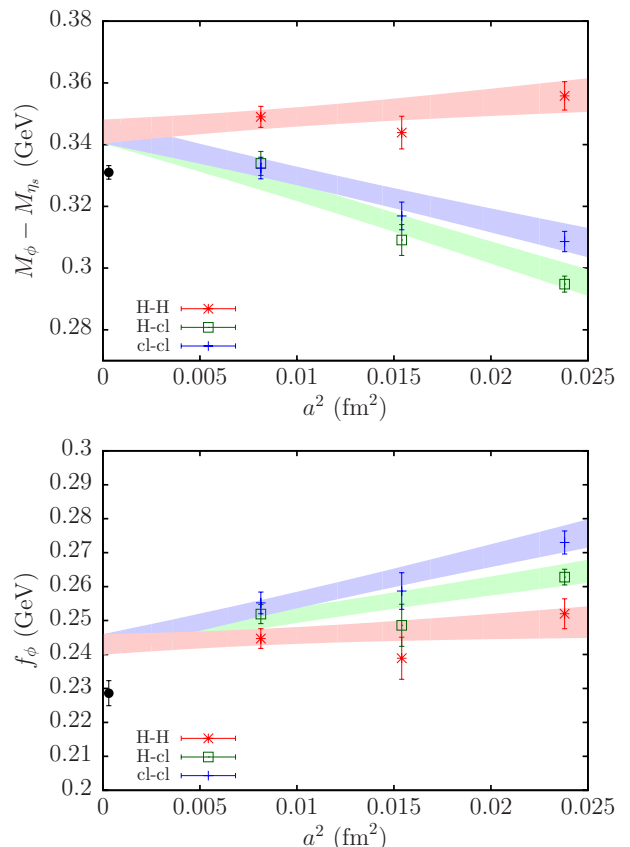 0.38
0.36
0.34
0.32
0.3
0.28
M_ϕ − M_{η_s} (GeV)
H-H
H-cl
cl-cl
0 0.005 0.01 0.015 0.02 0.025
a² (fm²)
0.3
0.29
0.28
0.27
0.26
0.25
0.24
0.23
0.22
0.21
0.2
f_ϕ (GeV)
H-H
H-cl
cl-cl
0 0.005 0.01 0.015 0.02 0.025
a² (fm²)